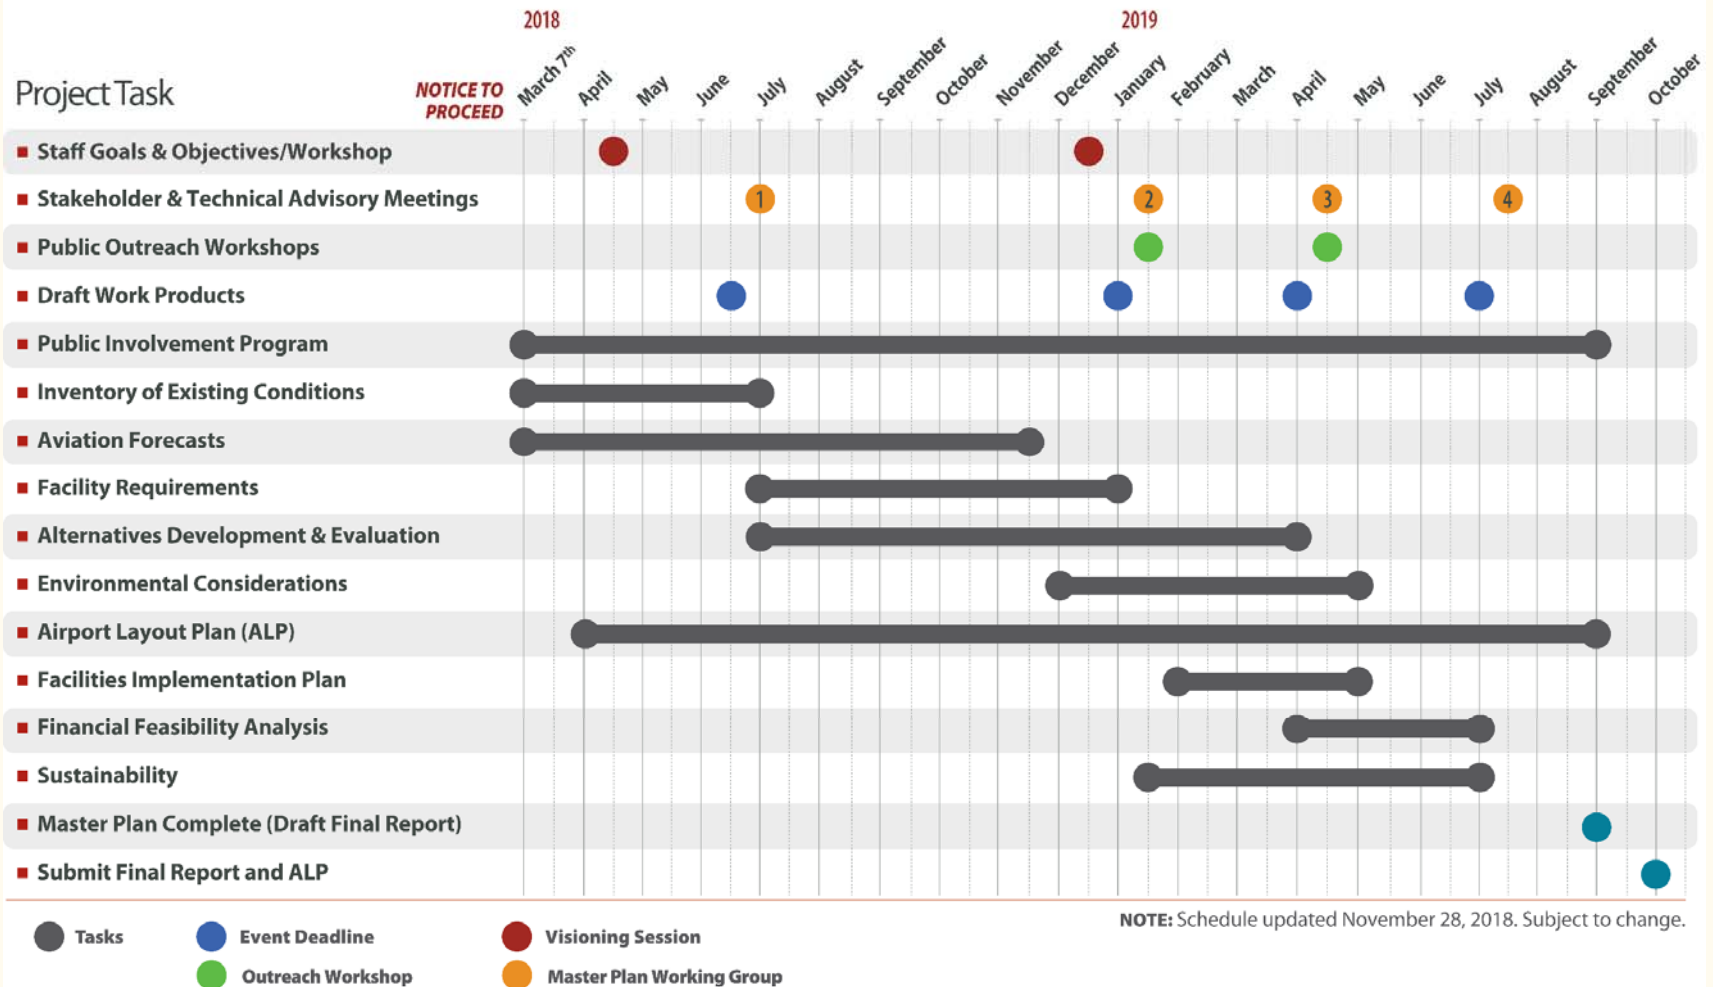 2018 2019
March 7th April May June July August September October November December January February March April May June July August September October
Project Task
NOTICE TO
PROCEED
Staff Goals & Objectives/Workshop
Stakeholder & Technical Advisory Meetings 1 2 3 4
Public Outreach Workshops
Draft Work Products
Public Involvement Program
Inventory of Existing Conditions
Aviation Forecasts
Facility Requirements
Alternatives Development & Evaluation
Environmental Considerations
Airport Layout Plan (ALP)
Facilities Implementation Plan
Financial Feasibility Analysis
Sustainability
Master Plan Complete (Draft Final Report)
Submit Final Report and ALP
NOTE: Schedule updated November 28, 2018. Subject to change.
Tasks Event Deadline Visioning Session
Outreach Workshop Master Plan Working Group